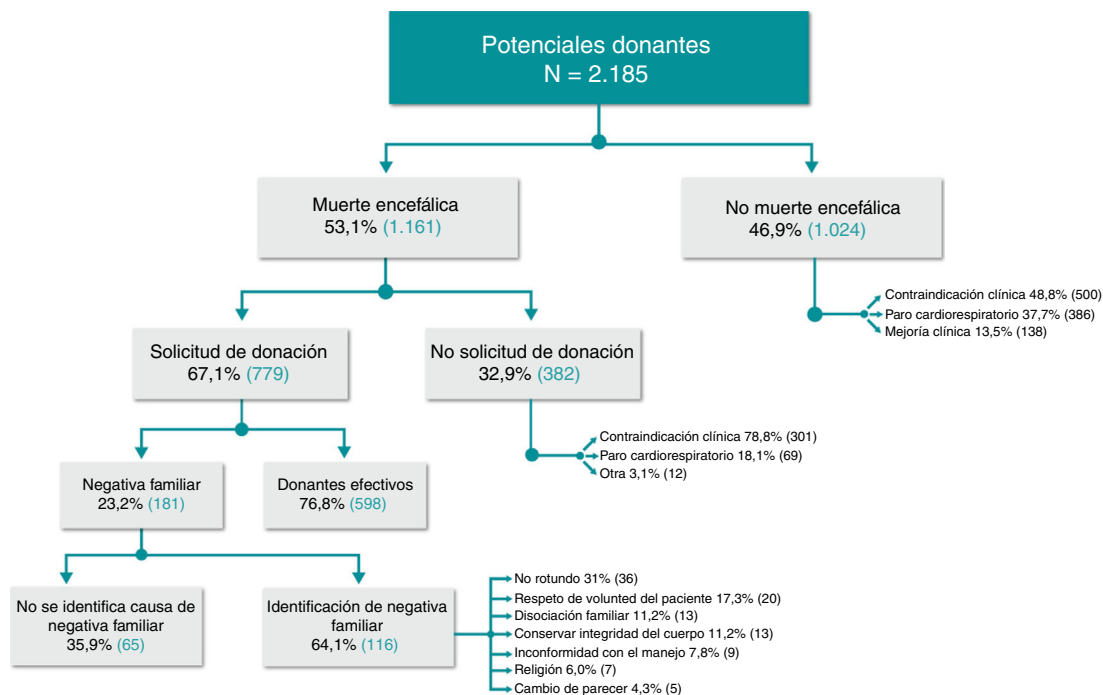 Potenciales donantes
N = 2.185
Muerte encefálica
53,1% (1.161)
No muerte encefálica
46,9% (1.024)
Contraindicación clínica 48,8% (500)
Paro cardiorespiratorio 37,7% (386)
Mejoría clínica 13,5% (138)
Solicitud de donación
67,1% (779)
No solicitud de donación
32,9% (382)
Contraindicación clínica 78,8% (301)
Paro cardiorespiratorio 18,1% (69)
Otra 3,1% (12)
Negativa familiar
23,2% (181)
Donantes efectivos
76,8% (598)
No se identifica causa de
negativa familiar
35,9% (65)
Identificación de negativa
familiar
64,1% (116)
No rotundo 31% (36)
Respeto de volunted del paciente 17,3% (20)
Disociación familiar 11,2% (13)
Conservar integridad del cuerpo 11,2% (13)
Inconformidad con el manejo 7,8% (9)
Religión 6,0% (7)
Cambio de parecer 4,3% (5)